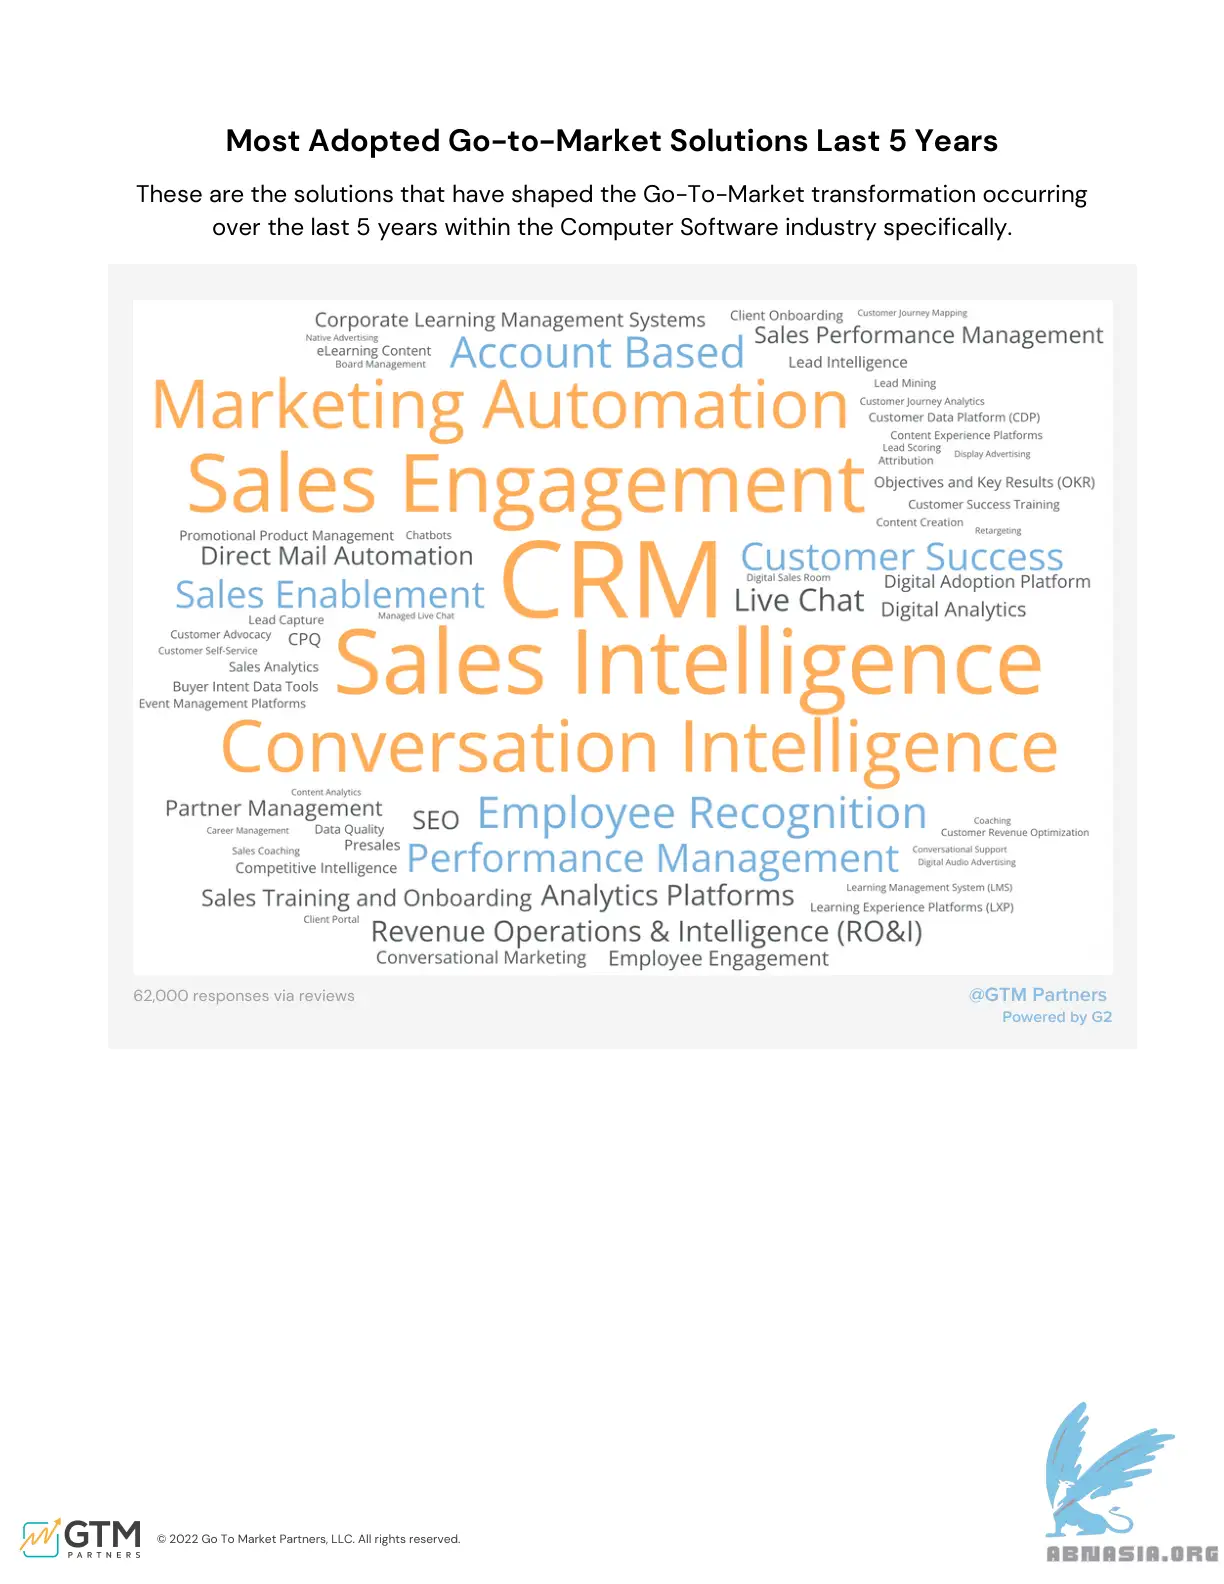 Most Adopted Go-to-Market Solutions Last 5 Years
These are the solutions that have shaped the Go-To-Market transformation occurring
over the last 5 years within the Computer Software industry specifically.
Corporate Learning Management Systems
Client Onboarding
Customer Journey Mapping
Native Advertising
eLearning Content
Board Management
Account Based
Sales Performance Management
Lead Intelligence
Marketing Automation
Lead Mining
Customer Journey Analytics
Customer Data Platform (CDP)
Content Experience Platforms
Lead Scoring
Display Advertising
Attribution
Sales Engagement
Objectives and Key Results (OKR)
Customer Success Training
Content Creation
Retargeting
Promotional Product Management
Chatbots
Direct Mail Automation
CRM
Customer Success
Digital Sales Room
Digital Adoption Platform
Sales Enablement
Live Chat
Digital Analytics
Managed Live Chat
Lead Capture
Customer Advocacy
CPQ
Customer Self-Service
Sales Analytics
Sales Intelligence
Buyer Intent Data Tools
Event Management Platforms
Conversation Intelligence
Content Analytics
Partner Management
SEO
Employee Recognition
Coaching
Career Management
Data Quality
Customer Revenue Optimization
Presales
Sales Coaching
Performance Management
Conversational Support
Digital Audio Advertising
Competitive Intelligence
Sales Training and Onboarding
Analytics Platforms
Learning Management System (LMS)
Learning Experience Platforms (LXP)
Client Portal
Revenue Operations & Intelligence (RO&I)
Conversational Marketing
Employee Engagement
62,000 responses via reviews
@GTM Partners
Powered by G2
GTM
PARTNERS
© 2022 Go To Market Partners, LLC. All rights reserved.
ABNASIA.ORG